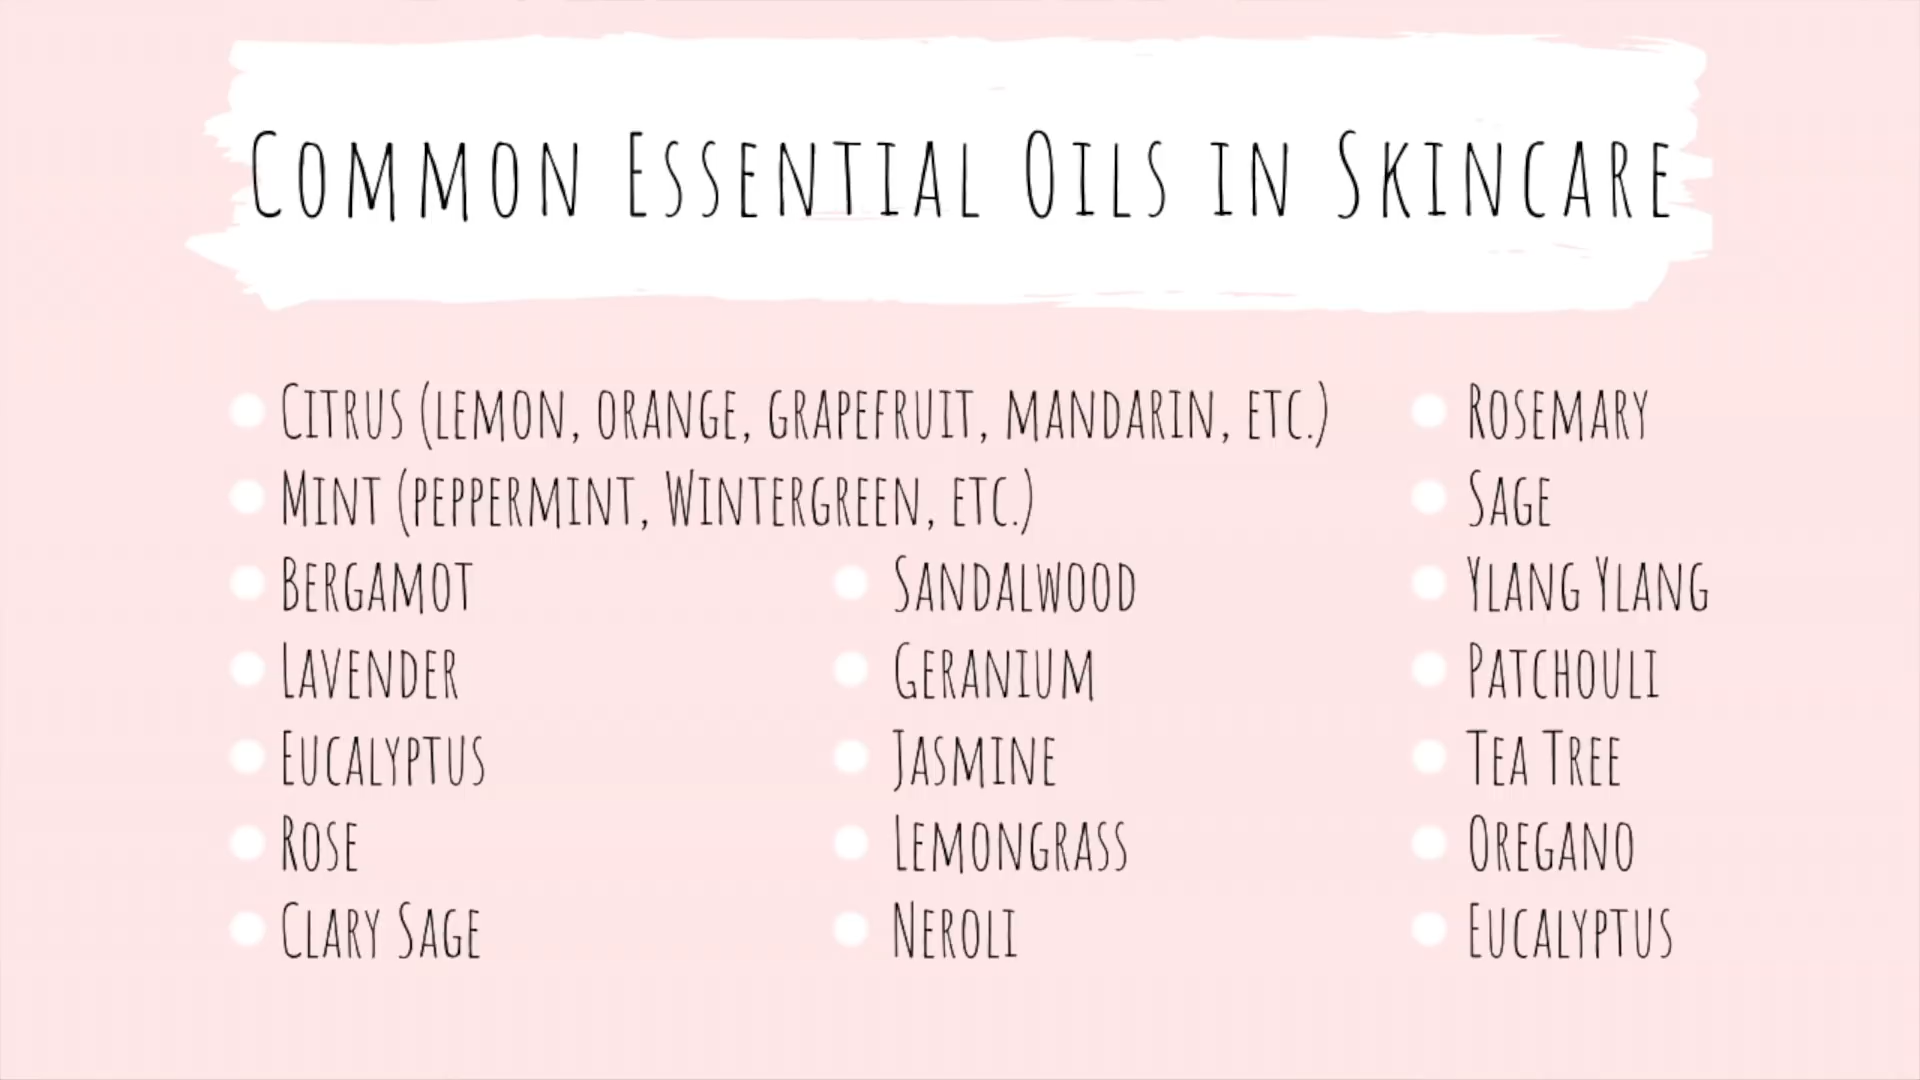 Common Essential Oils in Skincare
Citrus (lemon, orange, grapefruit, mandarin, etc.)
Mint (peppermint, Wintergreen, etc.)
Bergamot
Lavender
Eucalyptus
Rose
Clary Sage
Sandalwood
Geranium
Jasmine
Lemongrass
Neroli
Rosemary
Sage
Ylang Ylang
Patchouli
Tea Tree
Oregano
Eucalyptus